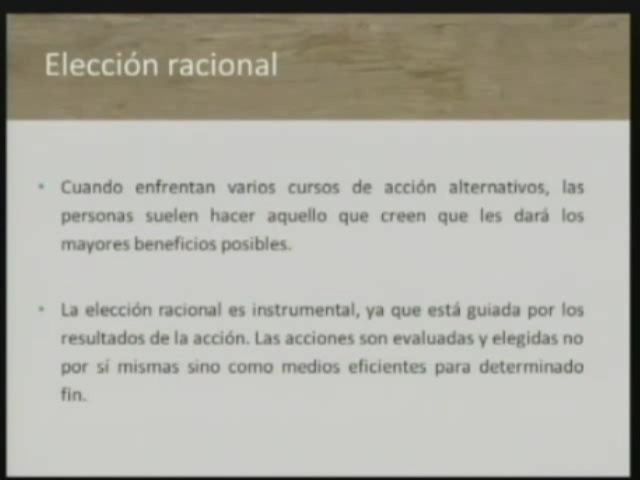 Elección racional
• Cuando enfrentan varios cursos de acción alternativos, las
personas suelen hacer aquello que creen que les dará los
mayores beneficios posibles.
• La elección racional es instrumental, ya que está guiada por los
resultados de la acción. Las acciones son evaluadas y elegidas no
por sí mismas sino como medios eficientes para determinado
fin.